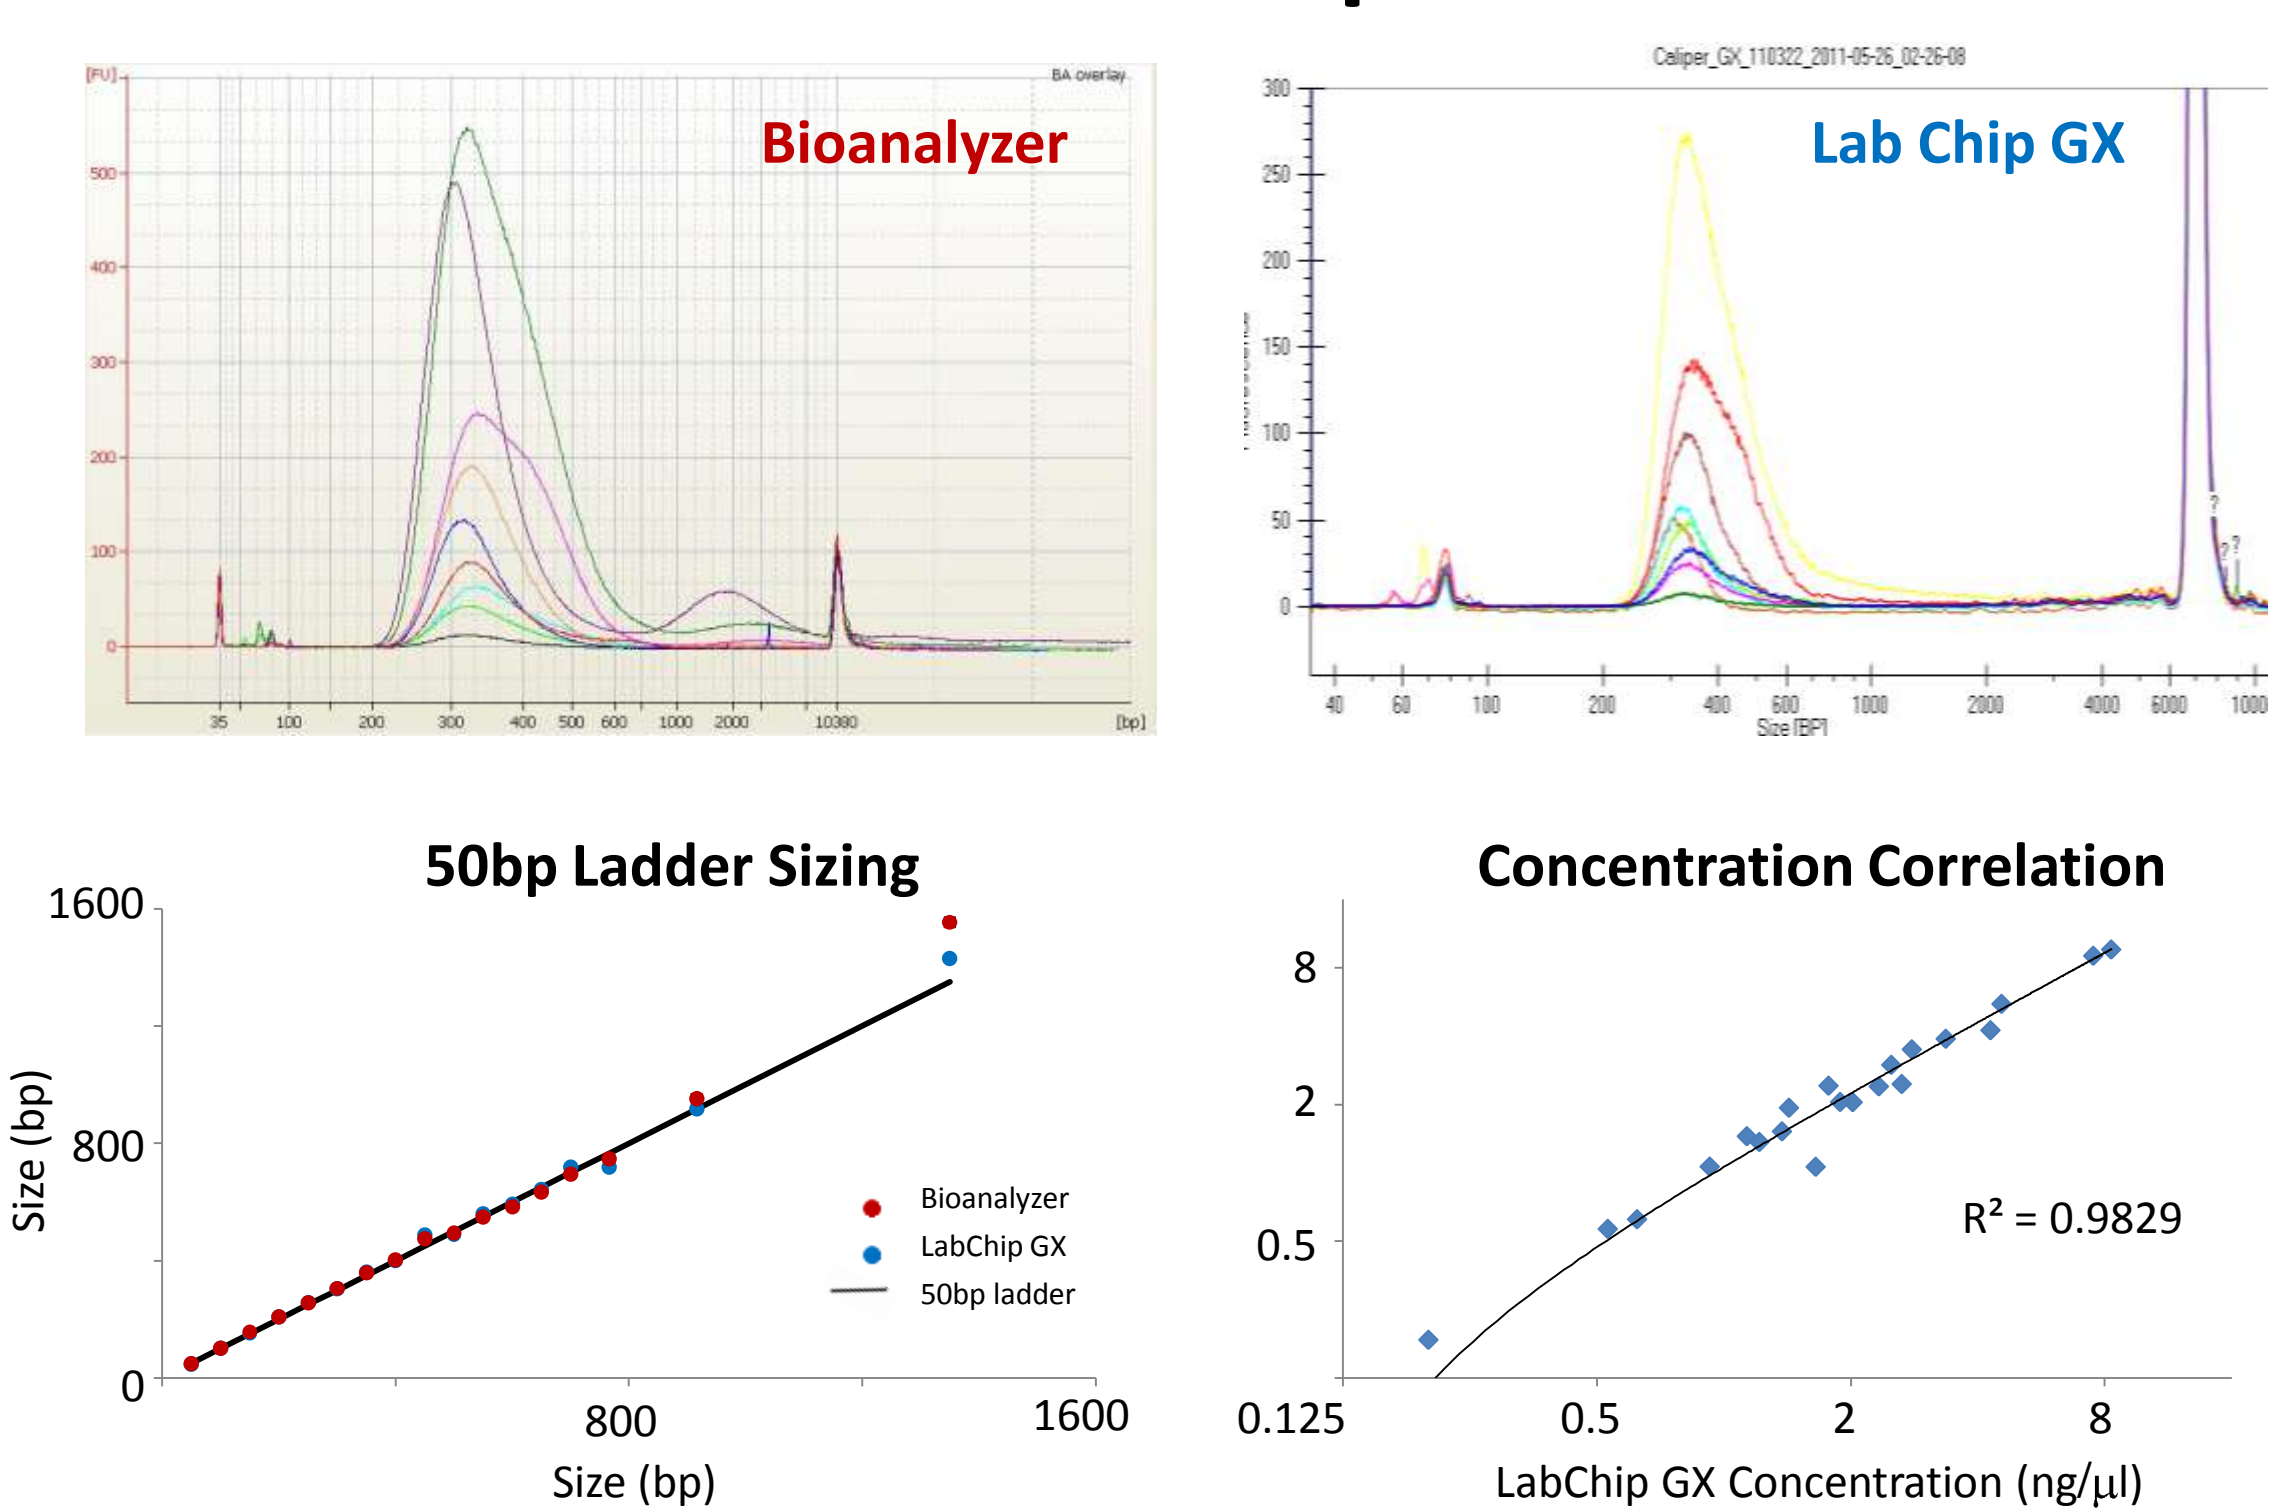 [FU]
BA overlay
Bioanalyzer
500
400
300
200
100
0
35 100 200 300 400 500 600 1000 2000 10380 [bp]
Caliper_GX_110322_2011-05-26_02-26-08
Lab Chip GX
300
250
200
150
100
50
0
?
? ?
40 60 100 200 400 600 1000 2000 4000 6000 1000
Size [BP]
50bp Ladder Sizing
1600
800
0
Size (bp)
Bioanalyzer
LabChip GX
50bp ladder
800 1600
Size (bp)
Concentration Correlation
8
2
0.5
R² = 0.9829
0.125 0.5 2 8
LabChip GX Concentration (ng/µl)